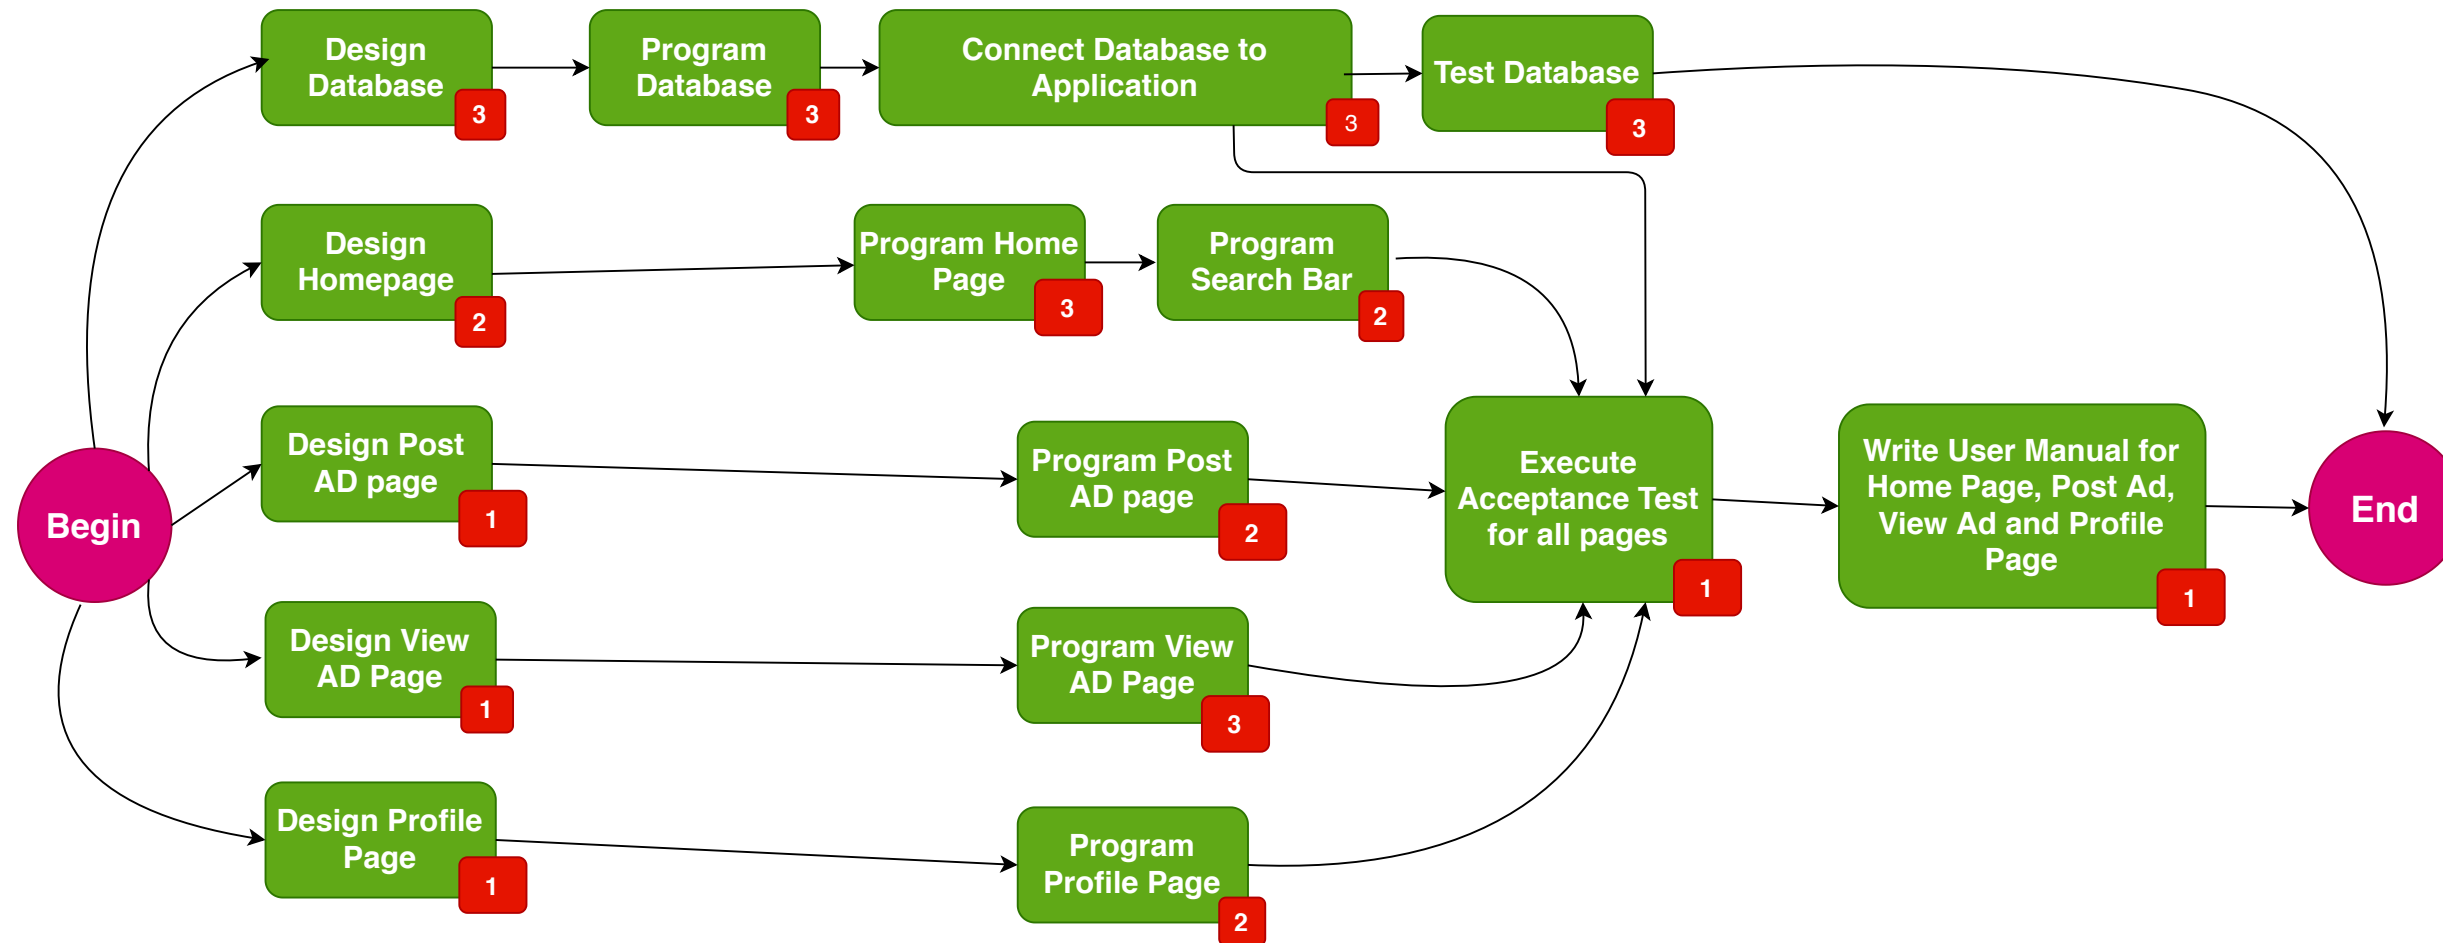 Design
Database
3
Program
Database
3
Connect Database to
Application
3
Test Database
3
Design
Homepage
2
Program Home
Page
3
Program
Search Bar
2
Begin
Design Post
AD page
1
Program Post
AD page
2
Execute
Acceptance Test
for all pages
1
Write User Manual for
Home Page, Post Ad,
View Ad and Profile
Page
1
End
Design View
AD Page
1
Program View
AD Page
3
Design Profile
Page
1
Program
Profile Page
2